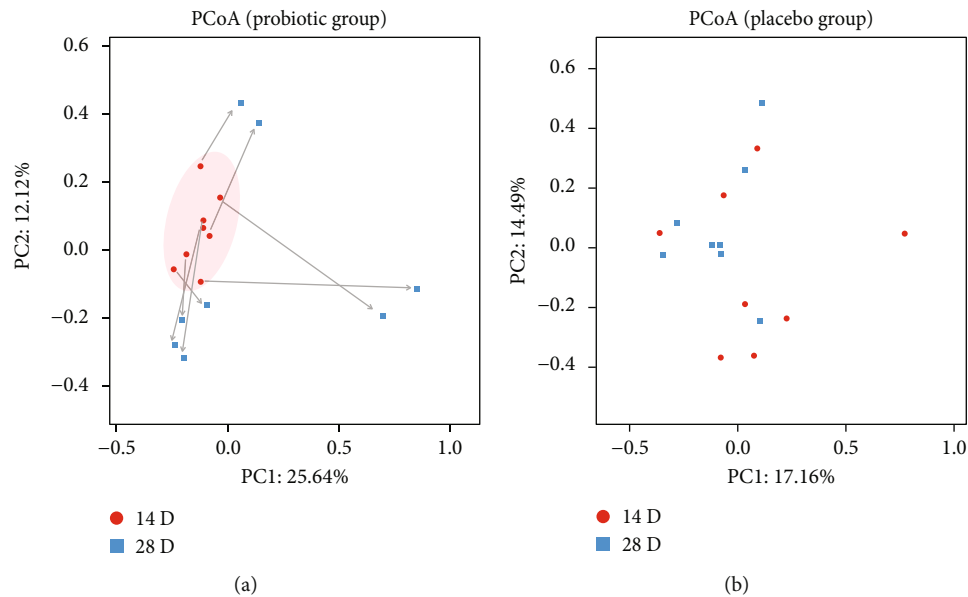 PCoA (probiotic group)
0.6
0.4
0.2
0.0
−0.2
−0.4
PC2: 12.12%
−0.5 0.0 0.5 1.0
PC1: 25.64%
14 D
28 D
(a)
PCoA (placebo group)
0.6
0.4
0.2
0.0
−0.2
−0.4
PC2: 14.49%
−0.5 0.0 0.5 1.0
PC1: 17.16%
14 D
28 D
(b)